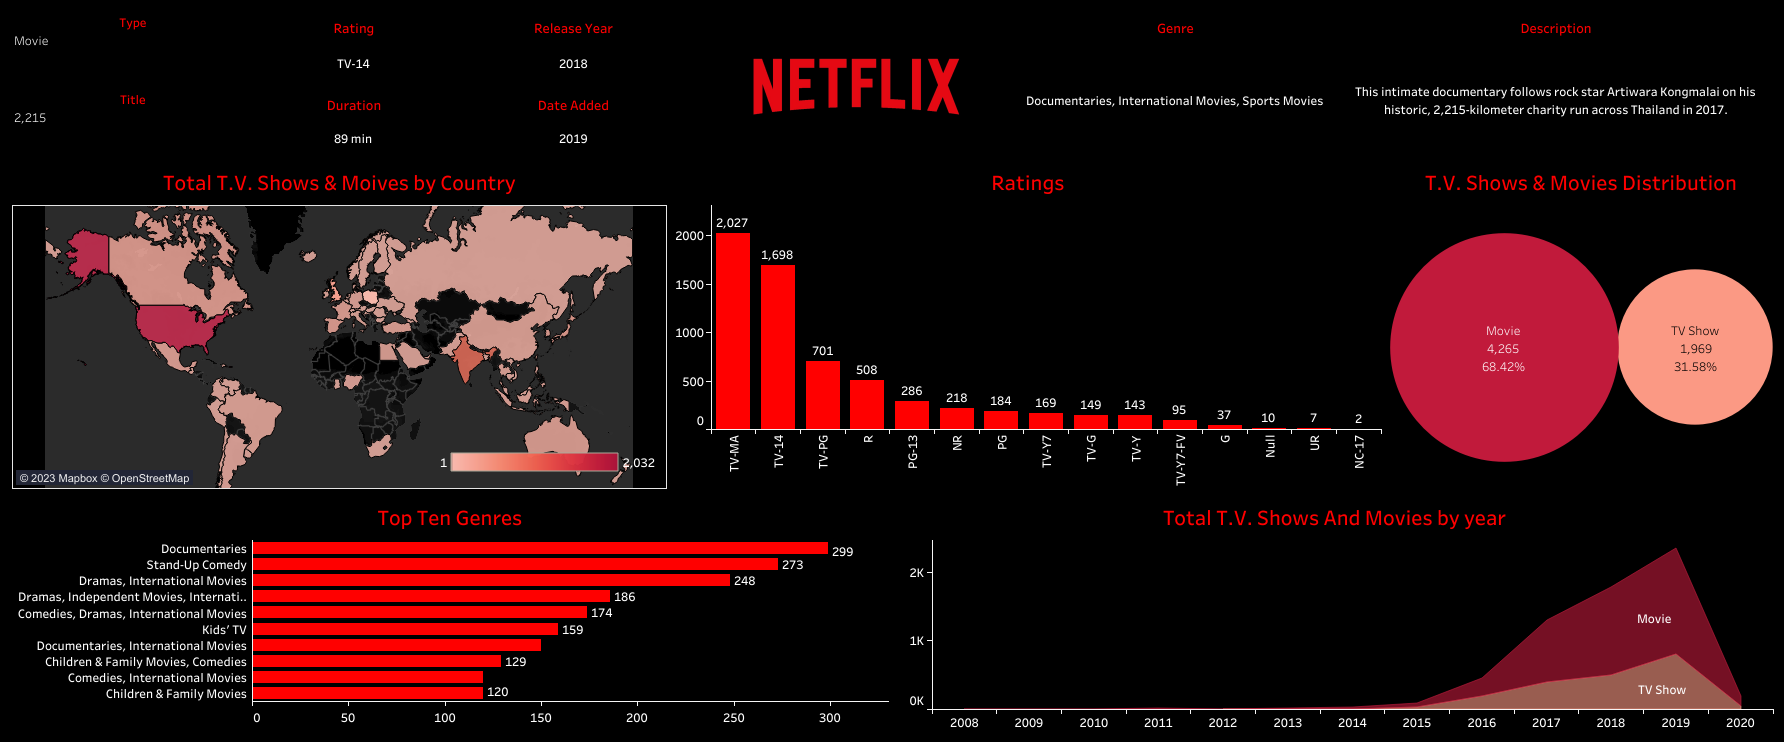 Type
Movie
Title
2,215
Rating
TV-14
Duration
89 min
Release Year
2018
Date Added
2019
NETFLIX
Genre
Documentaries, International Movies, Sports Movies
Description
This intimate documentary follows rock star Artiwara Kongmalai on his
historic, 2,215-kilometer charity run across Thailand in 2017.
Total T.V. Shows & Moives by Country
1
2,032
© 2023 Mapbox © OpenStreetMap
Ratings
2000
1500
1000
500
0
2,027
1,698
701
508
286
218
184
169
149
143
95
37
10
7
2
TV-MA
TV-14
TV-PG
R
PG-13
NR
PG
TV-Y7
TV-G
TV-Y
TV-Y7-FV
G
Null
UR
NC-17
T.V. Shows & Movies Distribution
Movie
4,265
68.42%
TV Show
1,969
31.58%
Top Ten Genres
Documentaries 299
Stand-Up Comedy 273
Dramas, International Movies 248
Dramas, Independent Movies, Internati.. 186
Comedies, Dramas, International Movies 174
Kids' TV 159
Documentaries, International Movies
Children & Family Movies, Comedies 129
Comedies, International Movies
Children & Family Movies 120
0 50 100 150 200 250 300
Total T.V. Shows And Movies by year
2K
1K
0K
Movie
TV Show
2008 2009 2010 2011 2012 2013 2014 2015 2016 2017 2018 2019 2020